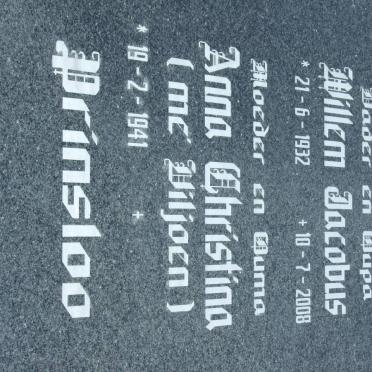 Vader en Oupa
Willem Jacobus
* 21 - 6 - 1932 + 10 - 7 - 2008
Moeder en Ouma
Anna Christina
( neé Viljoen )
* 19 - 2 - 1941 +
Prinsloo